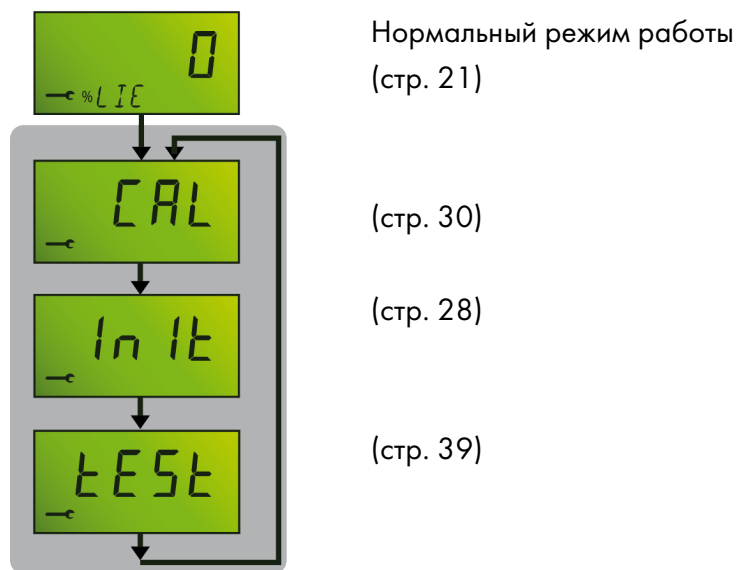 0
Нормальный режим работы
%LIE
(стр. 21)
CAL
(стр. 30)
InIt
(стр. 28)
tESt
(стр. 39)